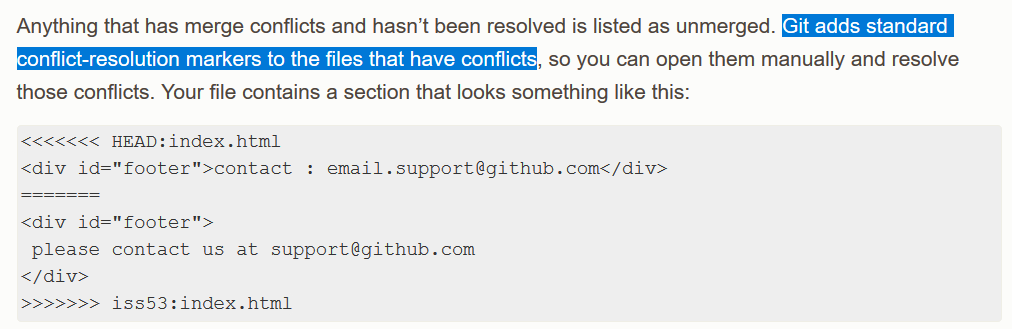 Anything that has merge conflicts and hasn’t been resolved is listed as unmerged. Git adds standard
conflict-resolution markers to the files that have conflicts, so you can open them manually and resolve
those conflicts. Your file contains a section that looks something like this:
<<<<<<< HEAD:index.html
<div id="footer">contact : email.support@github.com</div>
=======
<div id="footer">
 please contact us at support@github.com
</div>
>>>>>>> iss53:index.html